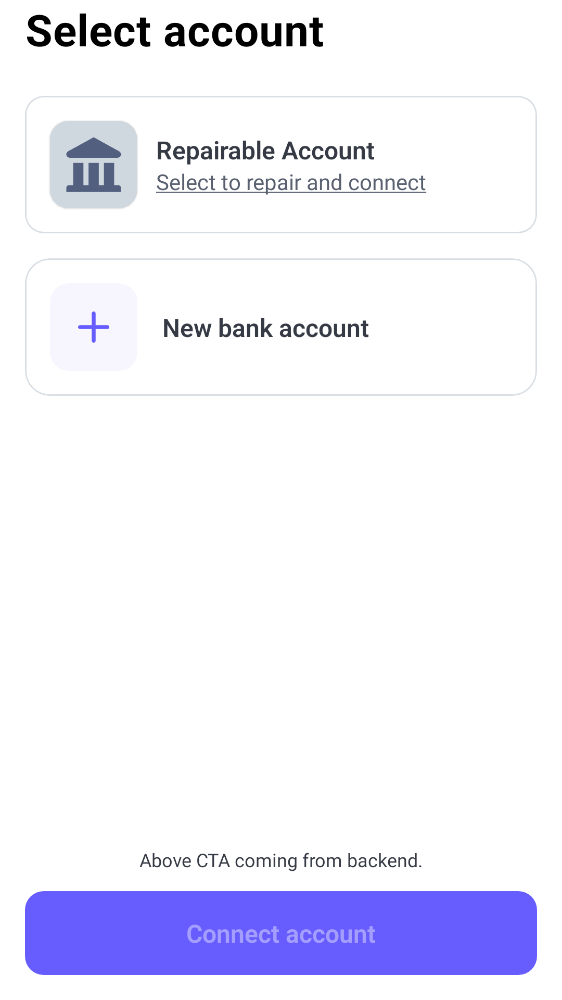 Select account
Repairable Account
Select to repair and connect
New bank account
Above CTA coming from backend.
Connect account